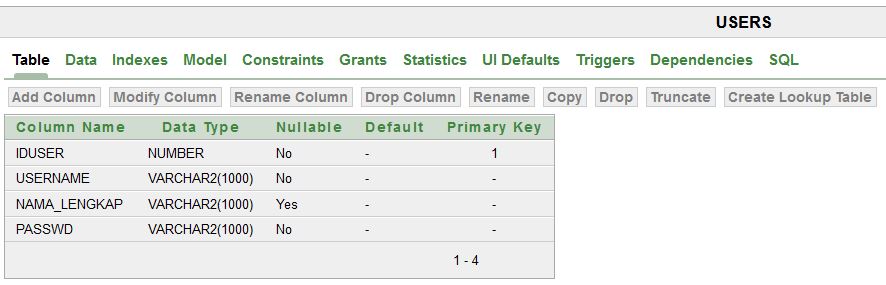 USERS
Table Data Indexes Model Constraints Grants Statistics UI Defaults Triggers Dependencies SQL
Add Column Modify Column Rename Column Drop Column Rename Copy Drop Truncate Create Lookup Table
Column Name Data Type Nullable Default Primary Key
IDUSER NUMBER No - 1
USERNAME VARCHAR2(1000) No - -
NAMA_LENGKAP VARCHAR2(1000) Yes - -
PASSWD VARCHAR2(1000) No - -
1 - 4